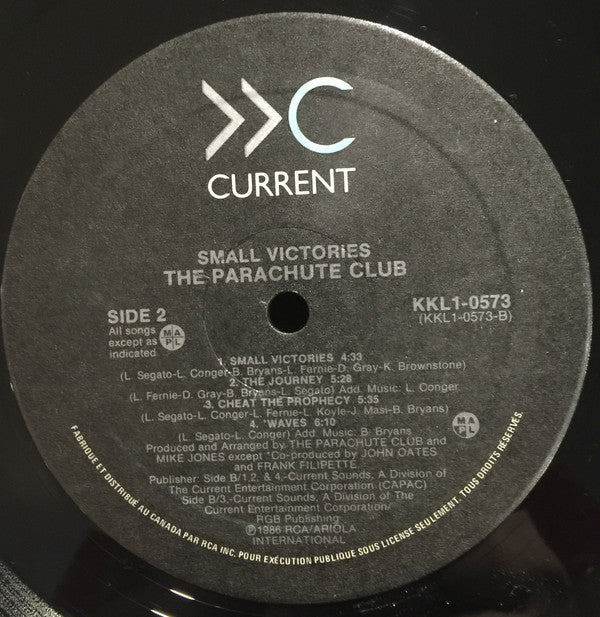 >>C
CURRENT
SMALL VICTORIES
THE PARACHUTE CLUB
SIDE 2
All songs
except as
indicated
MA
PL
KKL1-0573
(KKL1-0573-B)
1. SMALL VICTORIES 4:33
(L. Segato-L. Conger-B. Bryans-L. Fernie-D. Gray-K. Brownstone)
2. THE JOURNEY 5:28
(L. Fernie-D. Gray-B. Bryans-L. Segato) Add. Music: L. Conger
3. CHEAT THE PROPHECY 5:35
(L. Segato-L. Conger-L. Fernie-L. Koyle-J. Masi-B. Bryans)
4. *WAVES 6:10
(L. Segato-L. Conger) Add. Music: B. Bryans
MA
PL
Produced and Arranged by THE PARACHUTE CLUB and
MIKE JONES except *Co-produced by JOHN OATES
and FRANK FILIPETTE
Publisher: Side B/1,2, & 4,-Current Sounds, A Division of
The Current Entertainment Corporation (CAPAC)
Side B/3,-Current Sounds, A Division of The
Current Entertainment Corporation/
RGB Publishing
Ⓟ1986 RCA/ARIOLA
INTERNATIONAL
FABRIQUÉ ET DISTRIBUÉ AU CANADA PAR RCA INC. POUR EXÉCUTION PUBLIQUE SOUS LICENSE SEULEMENT. TOUS DROITS RÉSERVÉS.